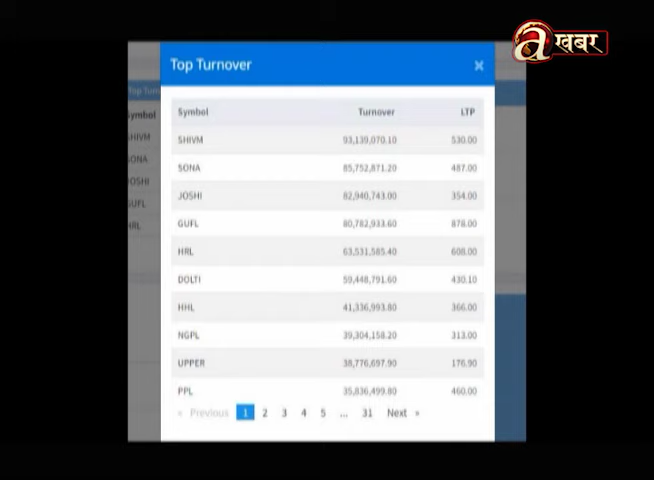 a खबर
Top Turnover ×
Symbol Turnover LTP
SHIVM 93,139,070.10 530.00
SONA 85,752,871.20 487.00
JOSHI 82,940,743.00 354.00
GUFL 80,782,933.60 878.00
HRL 63,531,585.40 608.00
DOLTI 59,448,791.60 430.10
HHL 41,336,993.80 366.00
NGPL 39,304,158.20 313.00
UPPER 38,776,697.90 176.90
PPL 35,836,499.80 460.00
« Previous 1 2 3 4 5 ... 31 Next »